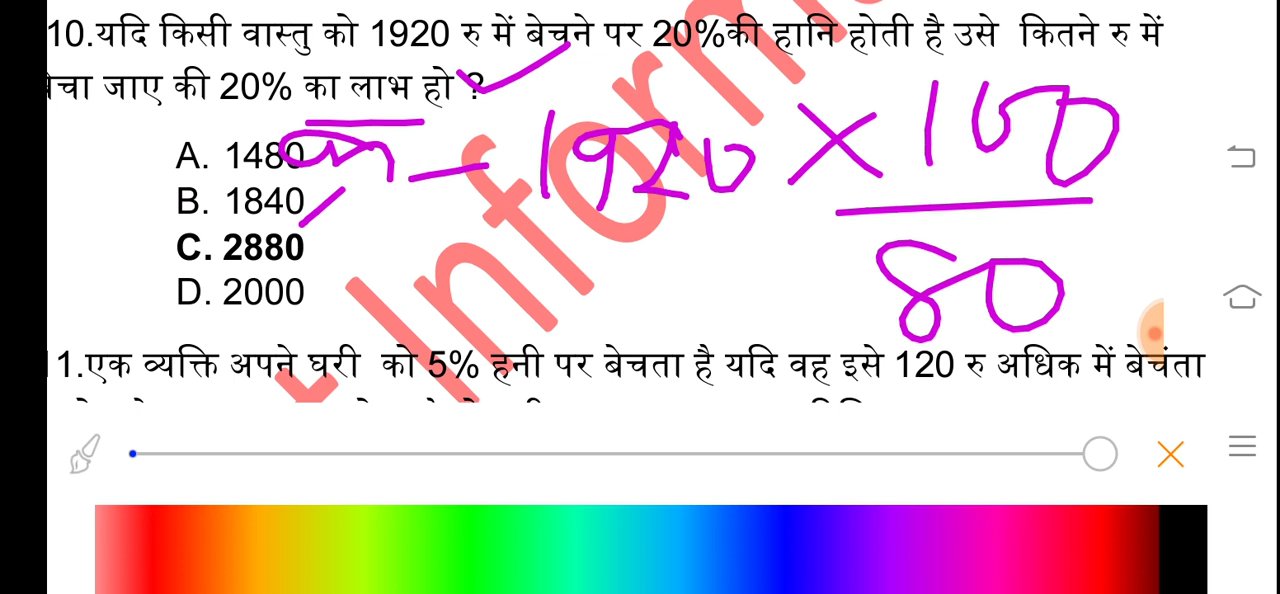 10.यदि किसी वास्तु को 1920 रु में बेचने पर 20%की हानि होती है उसे कितने रु में
बेचा जाए की 20% का लाभ हो ?
A. 1480
B. 1840
C. 2880
D. 2000
1920 × 100
80
1.एक व्यक्ति अपने घरी को 5% हनी पर बेचता है यदि वह इसे 120 रु अधिक में बेचंता
Inform